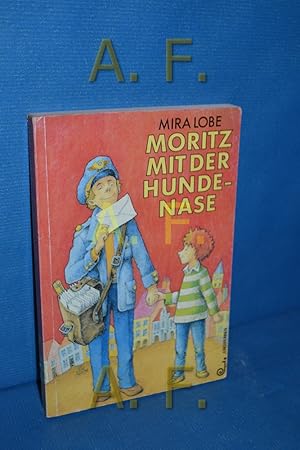 A. F.
MIRA LOBE
MORITZ
MIT DER
HUNDE-
NASE
A. F.
A. F.